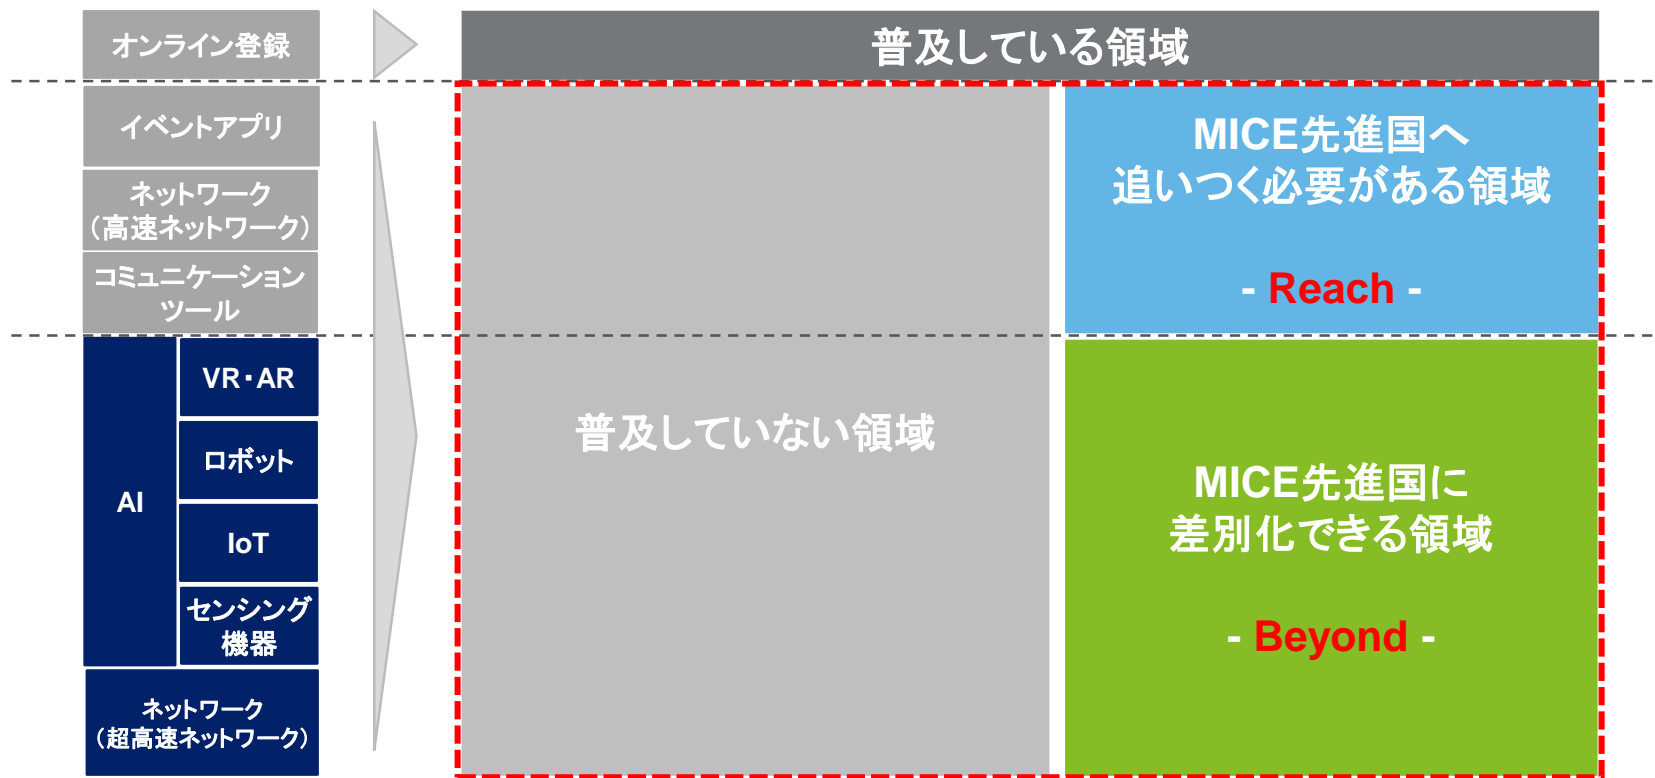 オンライン登録
普及している領域
イベントアプリ
ネットワーク
（高速ネットワーク）
コミュニケーション
ツール
MICE先進国へ
追いつく必要がある領域
- Reach -
AI
VR・AR
ロボット
IoT
センシング
機器
ネットワーク
（超高速ネットワーク）
普及していない領域
MICE先進国に
差別化できる領域
- Beyond -